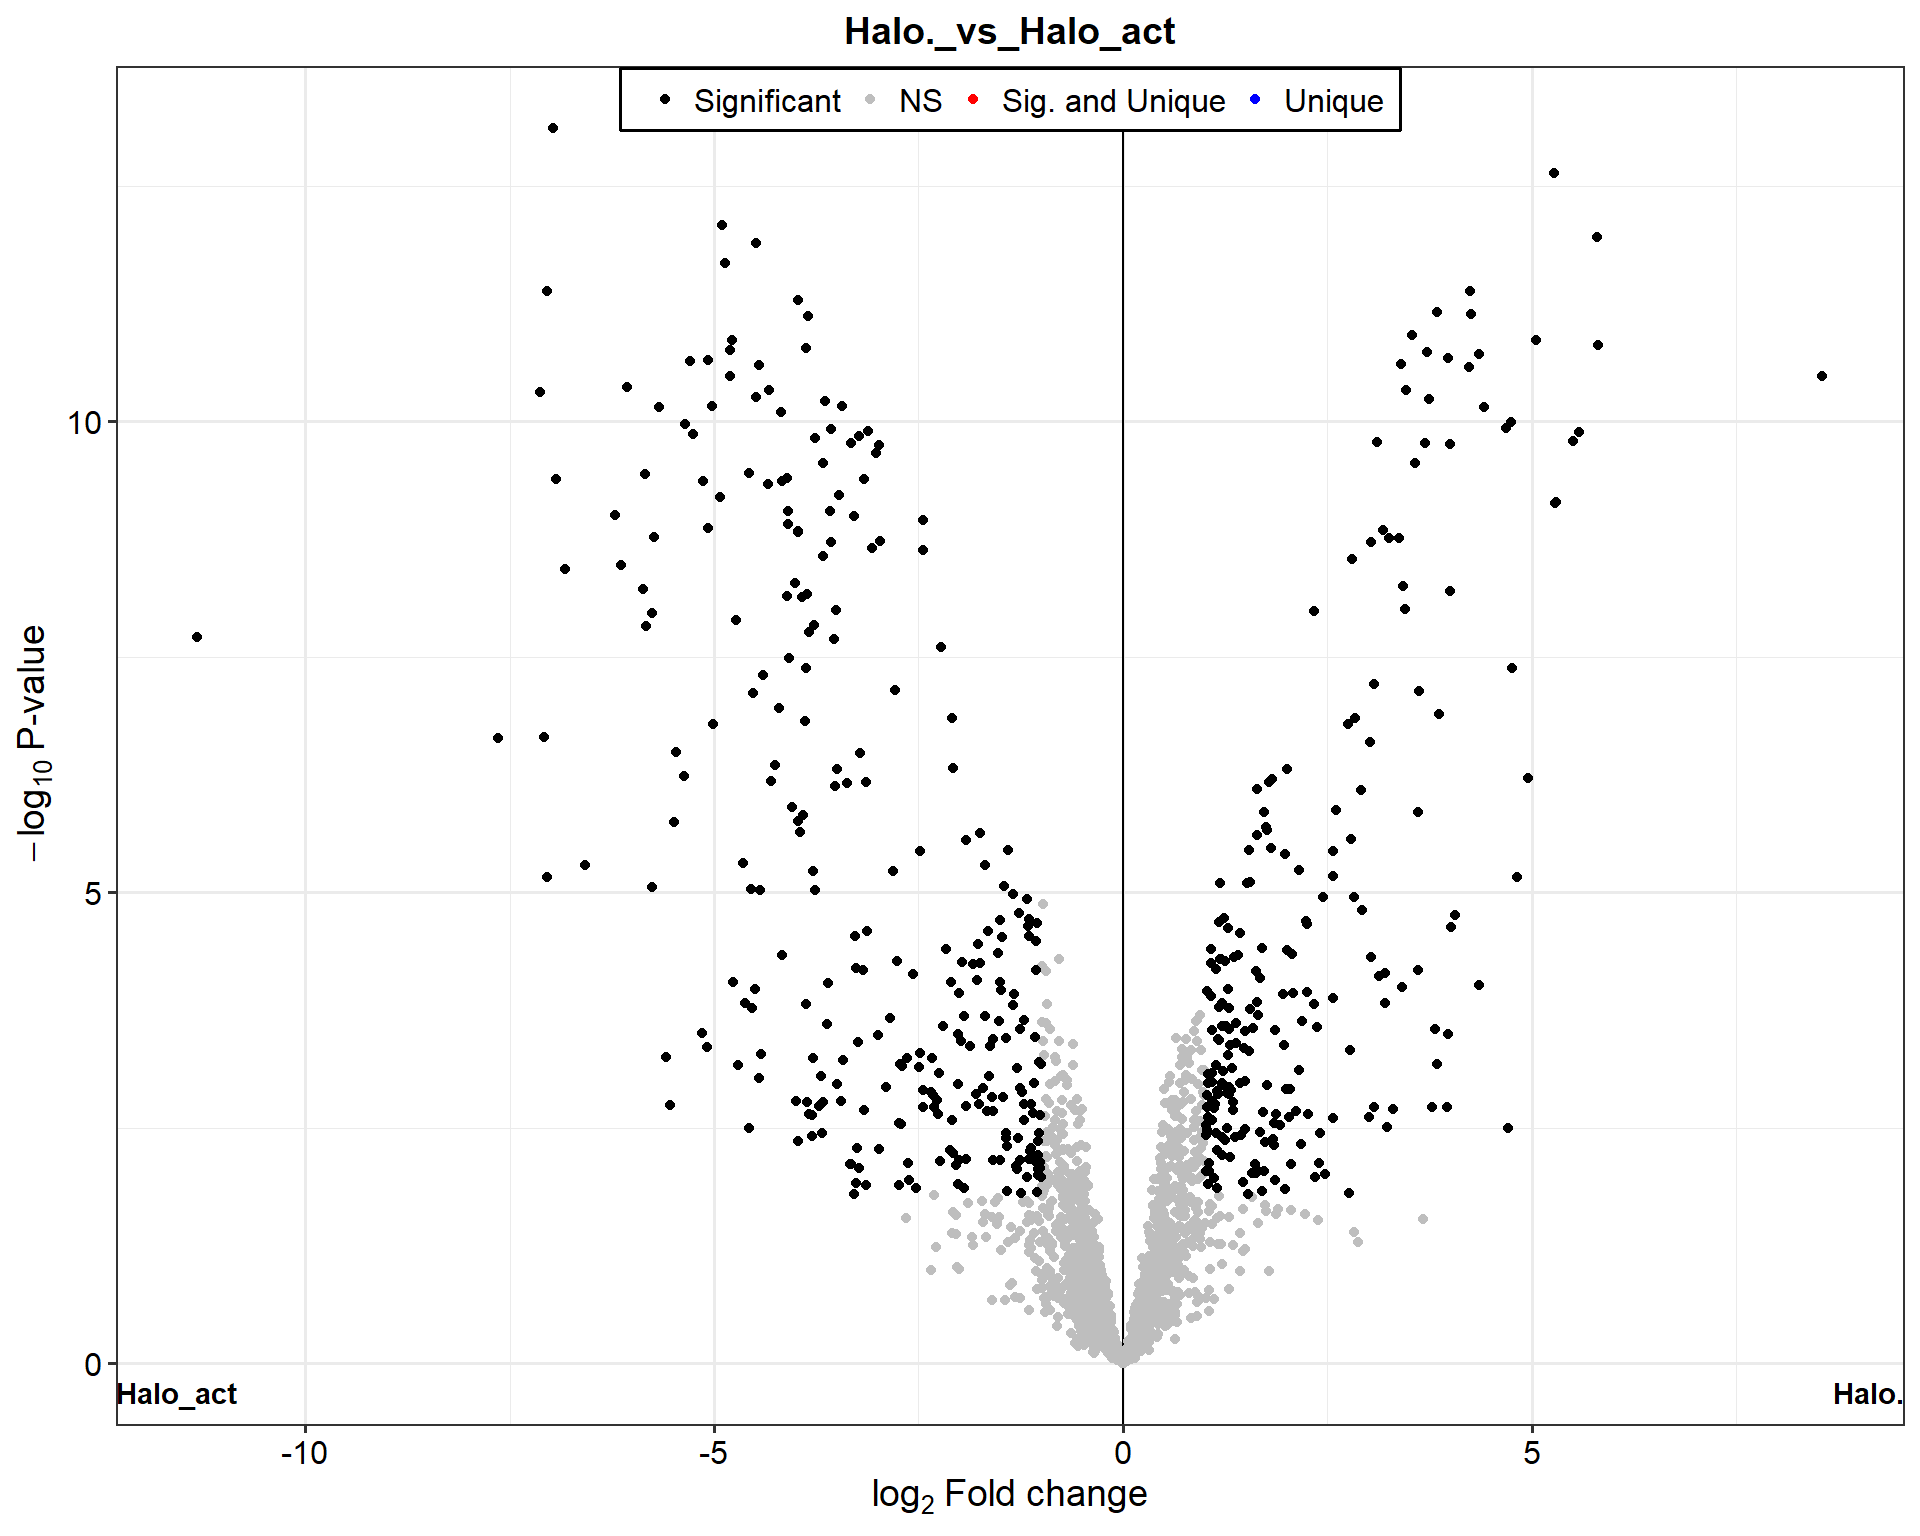 Halo._vs_Halo_act
Significant NS Sig. and Unique Unique
−log10 P-value
10
5
0
Halo_act Halo.
-10 -5 0 5
log2 Fold change